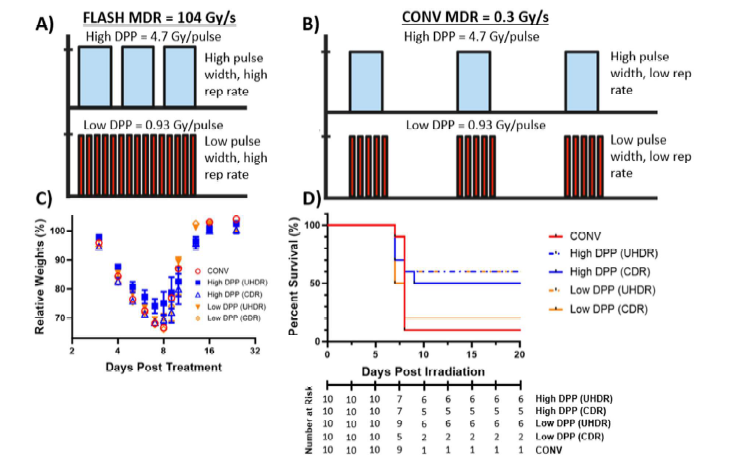 A)
FLASH MDR = 104 Gy/s
High DPP = 4.7 Gy/pulse
High pulse
width, high
rep rate
Low DPP = 0.93 Gy/pulse
Low pulse
width, high
rep rate
B)
CONV MDR = 0.3 Gy/s
High DPP = 4.7 Gy/pulse
High pulse
width, low rep
rate
Low DPP = 0.93 Gy/pulse
Low pulse
width, low rep
rate
C)
Relative Weights (%)
100
90
80
70
2 4 8 16 32
Days Post Treatment
CONV
High DPP (UHDR)
High DPP (CDR)
Low DPP (UHDR)
Low DPP (CDR)
D)
Percent Survival (%)
100
50
0
0 5 10 15 20
Days Post Irradiation
CONV
High DPP (UHDR)
High DPP (CDR)
Low DPP (UHDR)
Low DPP (CDR)
Number at Risk
10 10 10 7 6 6 6 6 6 High DPP (UHDR)
10 10 10 7 5 5 5 5 5 High DPP (CDR)
10 10 10 9 6 6 6 6 6 Low DPP (UHDR)
10 10 10 5 2 2 2 2 2 Low DPP (CDR)
10 10 10 9 1 1 1 1 1 CONV